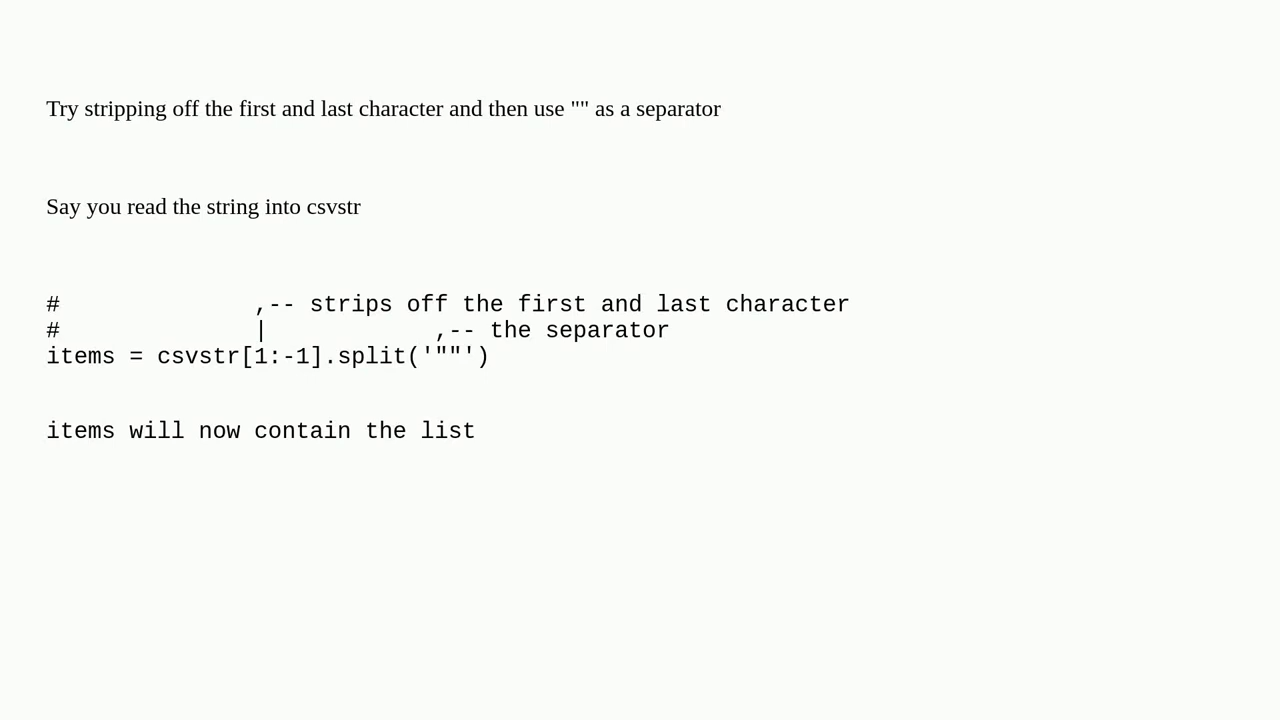 Try stripping off the first and last character and then use "" as a separator
Say you read the string into csvstr
#              ,-- strips off the first and last character
#              |            ,-- the separator
items = csvstr[1:-1].split('""')
items will now contain the list